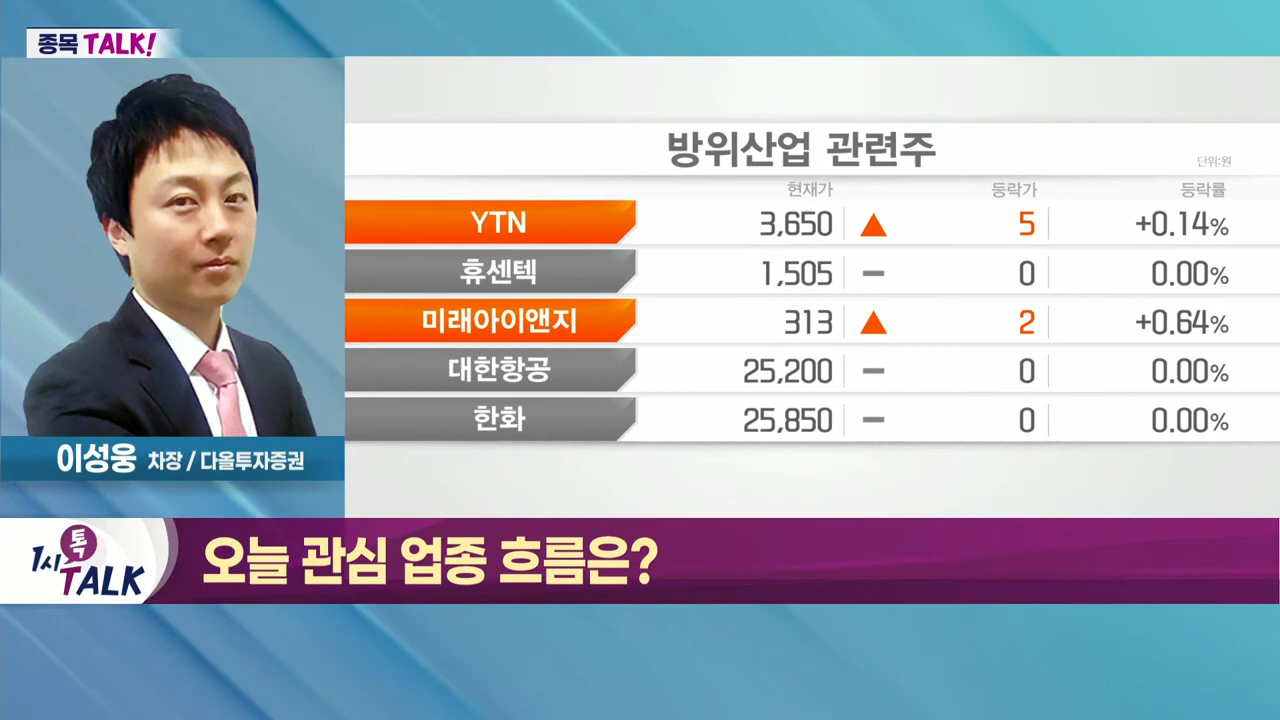 종목 TALK!
방위산업 관련주
단위:원
현재가 등락가 등락률
YTN 3,650 ▲ 5 +0.14%
휴센텍 1,505 – 0 0.00%
미래아이앤지 313 ▲ 2 +0.64%
대한항공 25,200 – 0 0.00%
한화 25,850 – 0 0.00%
이성웅 차장 / 다올투자증권
1시 톡 TALK
오늘 관심 업종 흐름은?